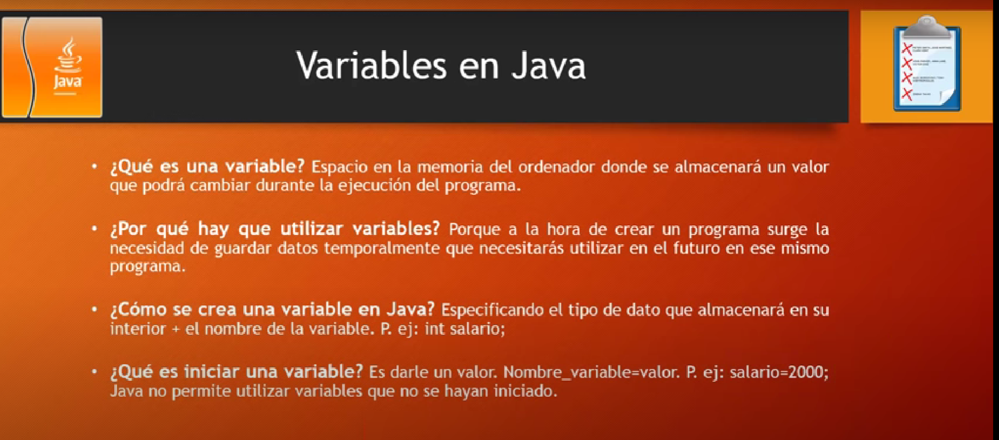 Java
Variables en Java
• ¿Qué es una variable? Espacio en la memoria del ordenador donde se almacenará un valor
que podrá cambiar durante la ejecución del programa.
• ¿Por qué hay que utilizar variables? Porque a la hora de crear un programa surge la
necesidad de guardar datos temporalmente que necesitarás utilizar en el futuro en ese mismo
programa.
• ¿Cómo se crea una variable en Java? Especificando el tipo de dato que almacenará en su
interior + el nombre de la variable. P. ej: int salario;
• ¿Qué es iniciar una variable? Es darle un valor. Nombre_variable=valor. P. ej: salario=2000;
Java no permite utilizar variables que no se hayan iniciado.